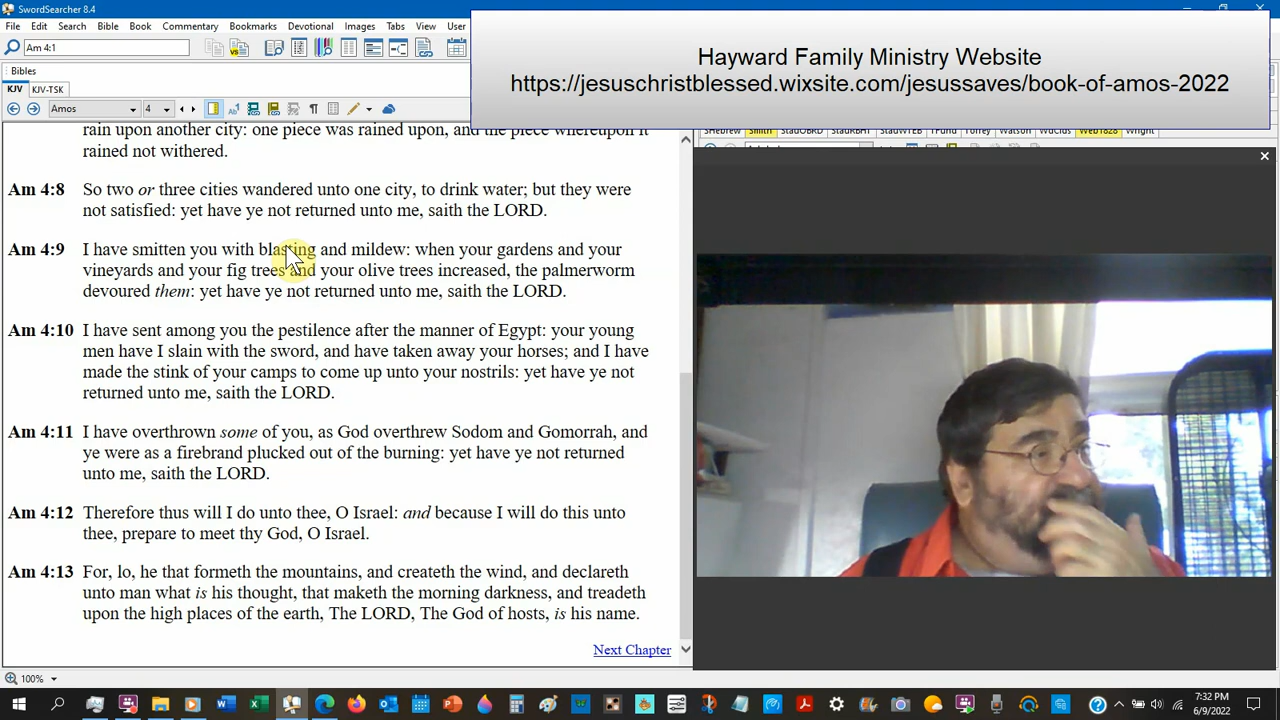 SwordSearcher 8.4
File Edit Search Bible Book Commentary Bookmarks Devotional Images Tabs View User
Hayward Family Ministry Website
https://jesuschristblessed.wixsite.com/jesussaves/book-of-amos-2022
Am 4:1
Bibles
KJV KJV-TSK
Amos 4
SHebrew Smith StauOBRD StauRBHT StauWTEB TFund Torrey Watson WdClds Web1828 Wright
rain upon another city: one piece was rained upon, and the piece whereupon it
rained not withered.
Am 4:8 So two or three cities wandered unto one city, to drink water; but they were
not satisfied: yet have ye not returned unto me, saith the LORD.
Am 4:9 I have smitten you with blasting and mildew: when your gardens and your
vineyards and your fig trees and your olive trees increased, the palmerworm
devoured them: yet have ye not returned unto me, saith the LORD.
Am 4:10 I have sent among you the pestilence after the manner of Egypt: your young
men have I slain with the sword, and have taken away your horses; and I have
made the stink of your camps to come up unto your nostrils: yet have ye not
returned unto me, saith the LORD.
Am 4:11 I have overthrown some of you, as God overthrew Sodom and Gomorrah, and
ye were as a firebrand plucked out of the burning: yet have ye not returned
unto me, saith the LORD.
Am 4:12 Therefore thus will I do unto thee, O Israel: and because I will do this unto
thee, prepare to meet thy God, O Israel.
Am 4:13 For, lo, he that formeth the mountains, and createth the wind, and declareth
unto man what is his thought, that maketh the morning darkness, and treadeth
upon the high places of the earth, The LORD, The God of hosts, is his name.
Next Chapter
100%
7:32 PM
6/9/2022